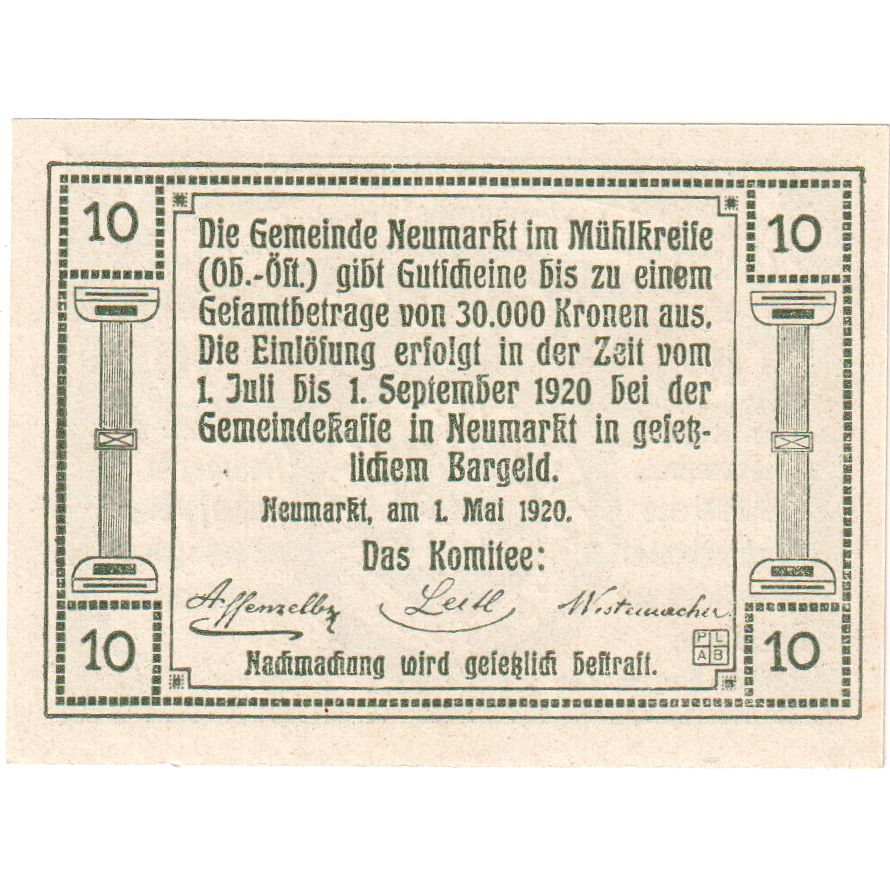 10 10
Die Gemeinde Neumarkt im Mühlkreiſe
(Ob.-Öſt.) gibt Gutſcheine bis zu einem
Geſamtbetrage von 30.000 Kronen aus.
Die Einlöſung erfolgt in der Zeit vom
1. Juli bis 1. September 1920 bei der
Gemeindekaſſe in Neumarkt in geſetz-
lichem Bargeld.
Neumarkt, am 1. Mai 1920.
Das Komitee:
Leitl Westermacher
P L
A B
10 10
Nachmachung wird geſetzlich beſtraft.